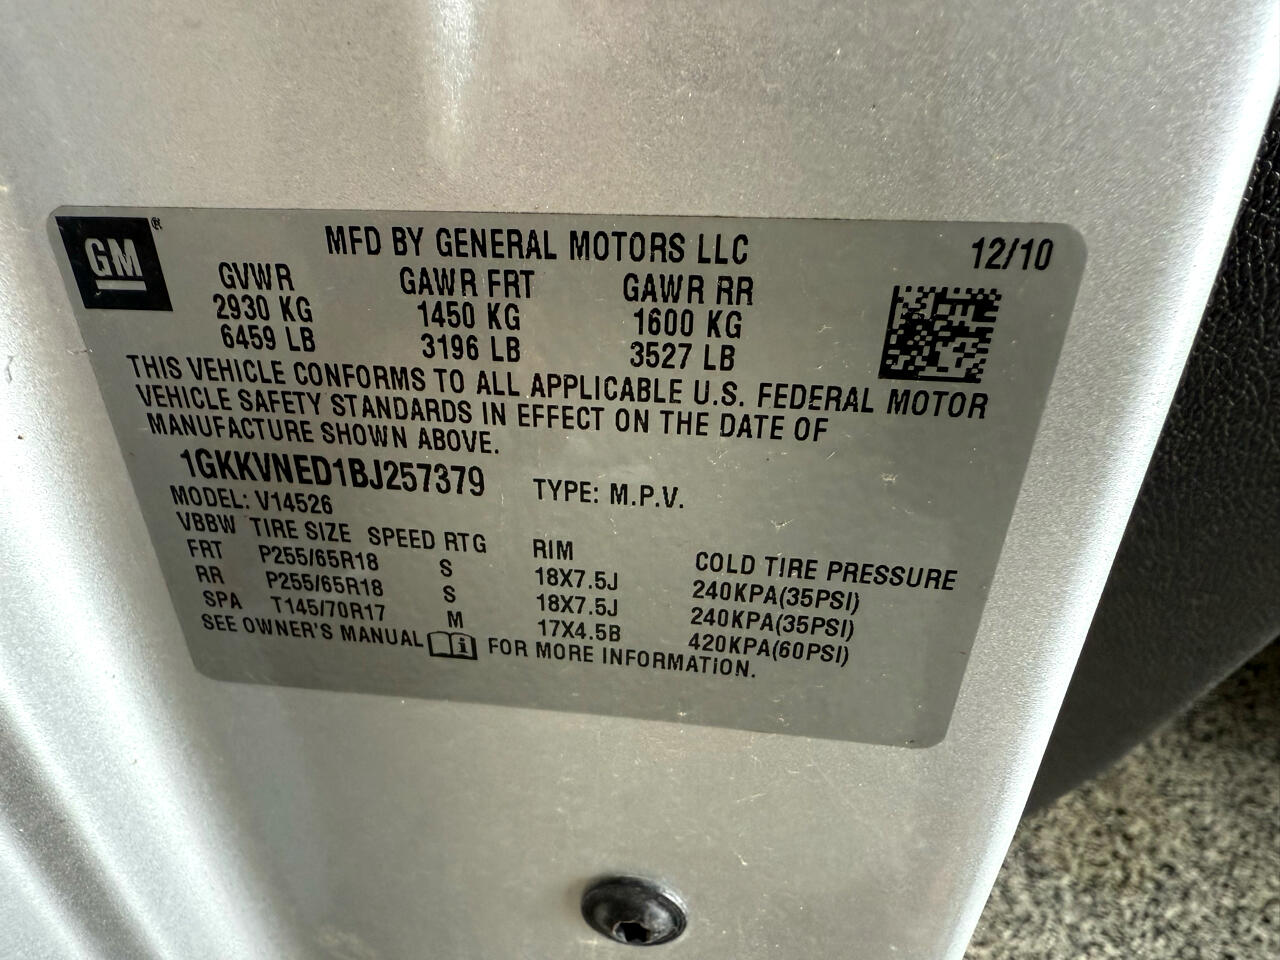 GM®
MFD BY GENERAL MOTORS LLC 12/10
GVWR GAWR FRT GAWR RR
2930 KG 1450 KG 1600 KG
6459 LB 3196 LB 3527 LB
THIS VEHICLE CONFORMS TO ALL APPLICABLE U.S. FEDERAL MOTOR
VEHICLE SAFETY STANDARDS IN EFFECT ON THE DATE OF
MANUFACTURE SHOWN ABOVE.
1GKKVNED1BJ257379 TYPE: M.P.V.
MODEL: V14526
VBBW TIRE SIZE SPEED RTG RIM COLD TIRE PRESSURE
FRT P255/65R18 S 18X7.5J 240KPA(35PSI)
RR P255/65R18 S 18X7.5J 240KPA(35PSI)
SPA T145/70R17 M 17X4.5B 420KPA(60PSI)
SEE OWNER'S MANUAL i FOR MORE INFORMATION.